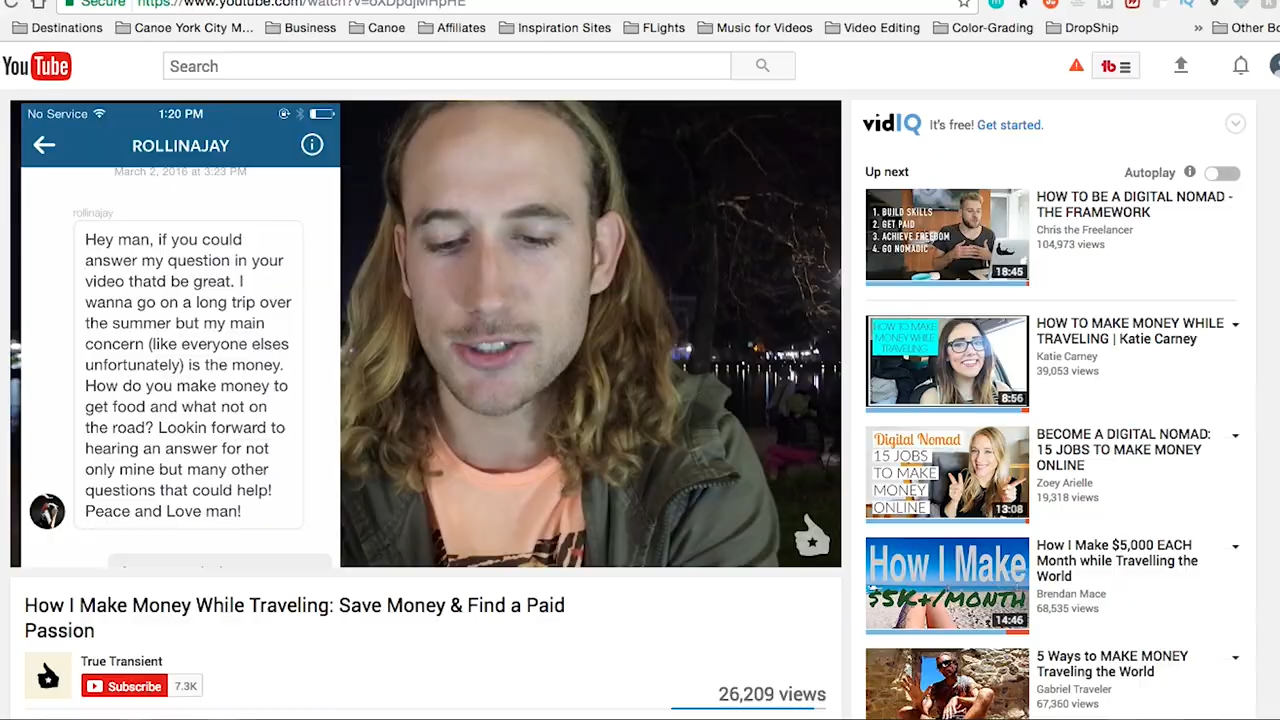 Secure
Destinations
Canoe York City M...
Business
Canoe
Affiliates
Inspiration Sites
FLights
Music for Videos
Video Editing
Color-Grading
DropShip
»
Other Bo
YouTube
Search
No Service
1:20 PM
ROLLINAJAY
March 2, 2016 at 3:23 PM
rollinajay
Hey man, if you could
answer my question in your
video thatd be great. I
wanna go on a long trip over
the summer but my main
concern (like everyone elses
unfortunately) is the money.
How do you make money to
get food and what not on
the road? Lookin forward to
hearing an answer for not
only mine but many other
questions that could help!
Peace and Love man!
How I Make Money While Traveling: Save Money & Find a Paid
Passion
True Transient
Subscribe
7.3K
26,209 views
vidIQ It's free! Get started.
Up next
Autoplay
1. BUILD SKILLS
2. GET PAID
3. ACHIEVE FREEDOM
4. GO NOMADIC
18:45
HOW TO BE A DIGITAL NOMAD -
THE FRAMEWORK
Chris the Freelancer
104,973 views
HOW TO MAKE
MONEY WHILE
TRAVELING
8:56
HOW TO MAKE MONEY WHILE
TRAVELING | Katie Carney
Katie Carney
39,053 views
Digital Nomad
15 JOBS
TO MAKE
MONEY
ONLINE
13:08
BECOME A DIGITAL NOMAD:
15 JOBS TO MAKE MONEY
ONLINE
Zoey Arielle
19,318 views
How I Make
$5K+/MONTH
14:46
How I Make $5,000 EACH
Month while Travelling the
World
Brendan Mace
68,535 views
5 Ways to MAKE MONEY
Traveling the World
Gabriel Traveler
67,360 views